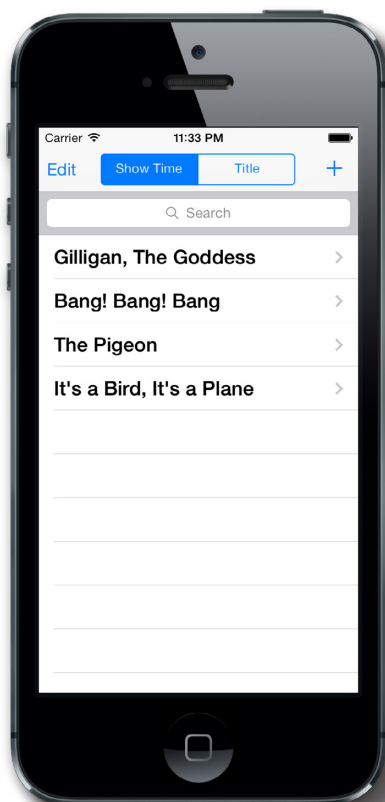 Carrier 11:33 PM
Edit Show Time Title +
Search
Gilligan, The Goddess
Bang! Bang! Bang
The Pigeon
It's a Bird, It's a Plane